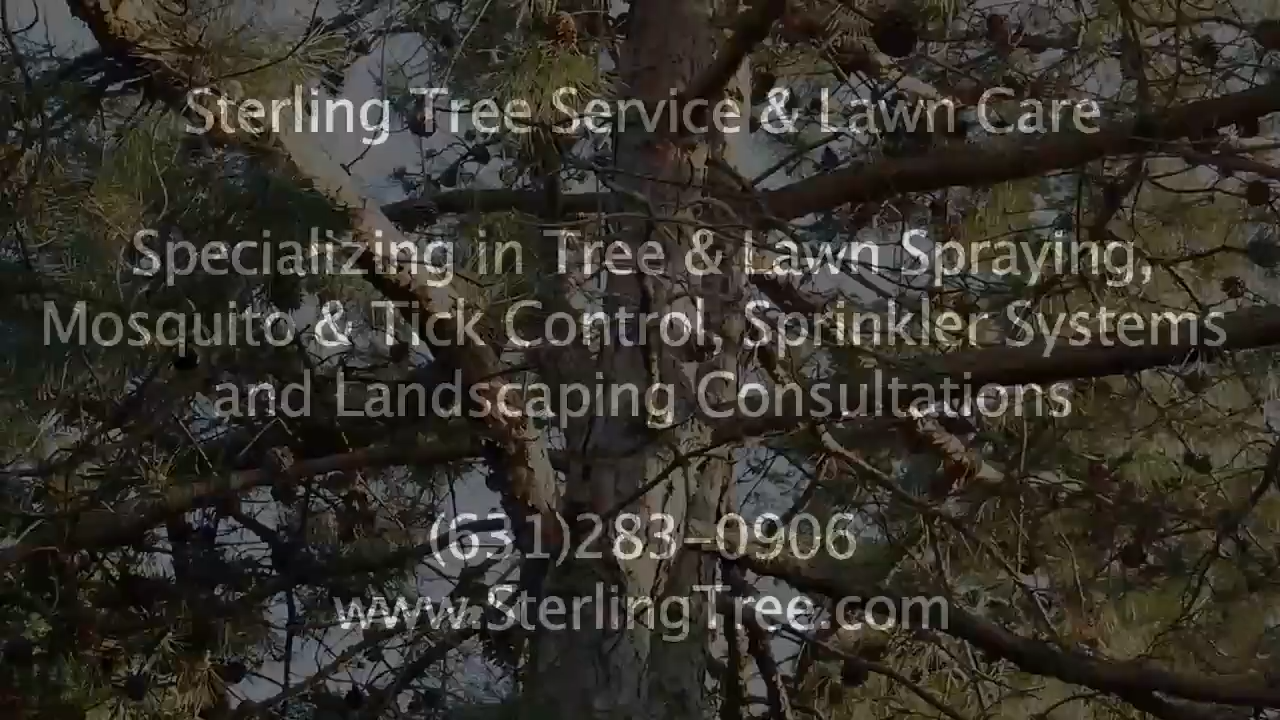 Sterling Tree Service & Lawn Care
Specializing in Tree & Lawn Spraying,
Mosquito & Tick Control, Sprinkler Systems
and Landscaping Consultations
(631)283-0906
www.SterlingTree.com